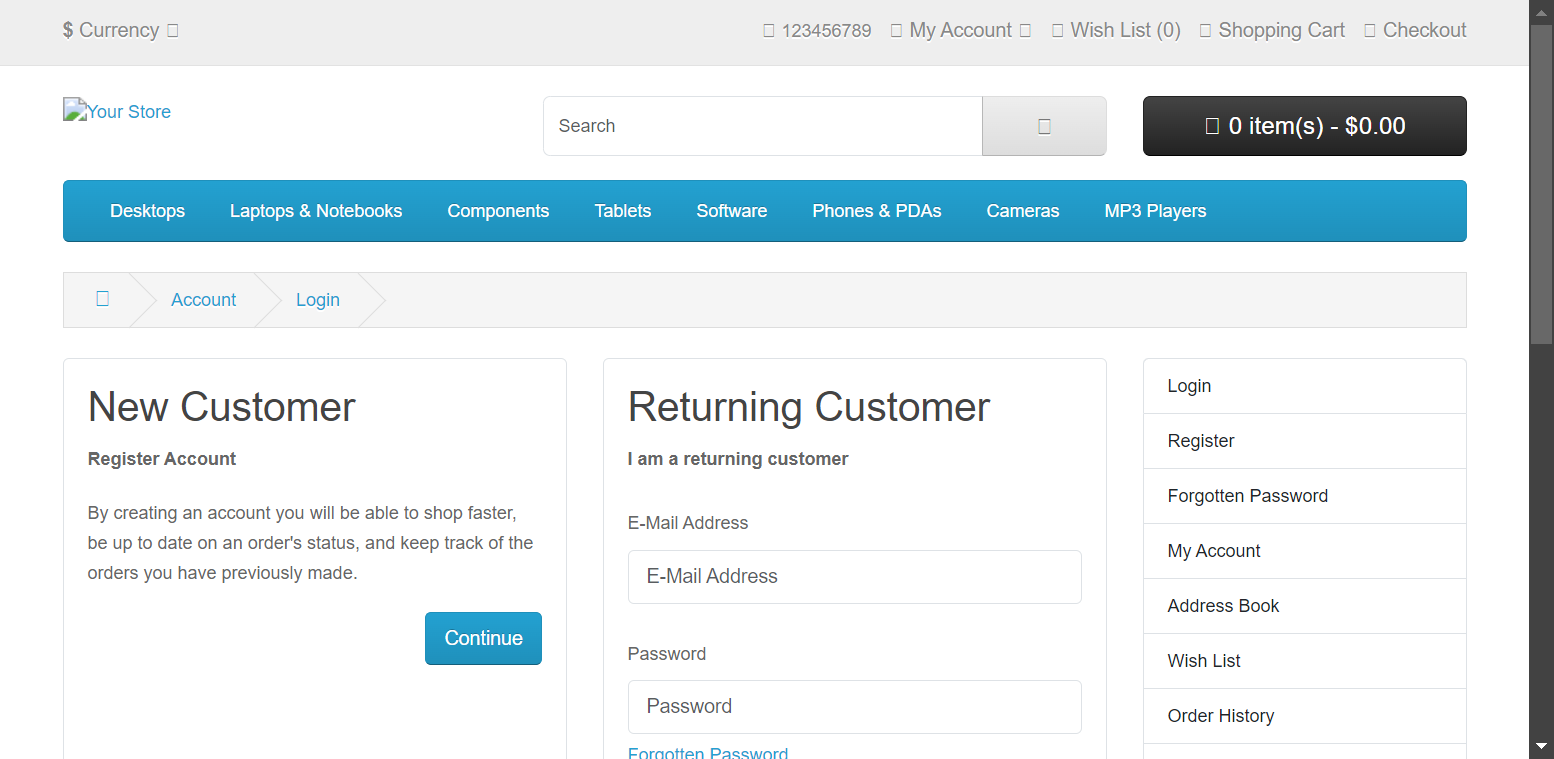 $ Currency
123456789 My Account Wish List (0) Shopping Cart Checkout
Your Store
Search
0 item(s) - $0.00
Desktops Laptops & Notebooks Components Tablets Software Phones & PDAs Cameras MP3 Players
Account Login
New Customer
Register Account
By creating an account you will be able to shop faster,
be up to date on an order's status, and keep track of the
orders you have previously made.
Continue
Returning Customer
I am a returning customer
E-Mail Address
E-Mail Address
Password
Password
Forgotten Password
Login
Register
Forgotten Password
My Account
Address Book
Wish List
Order History